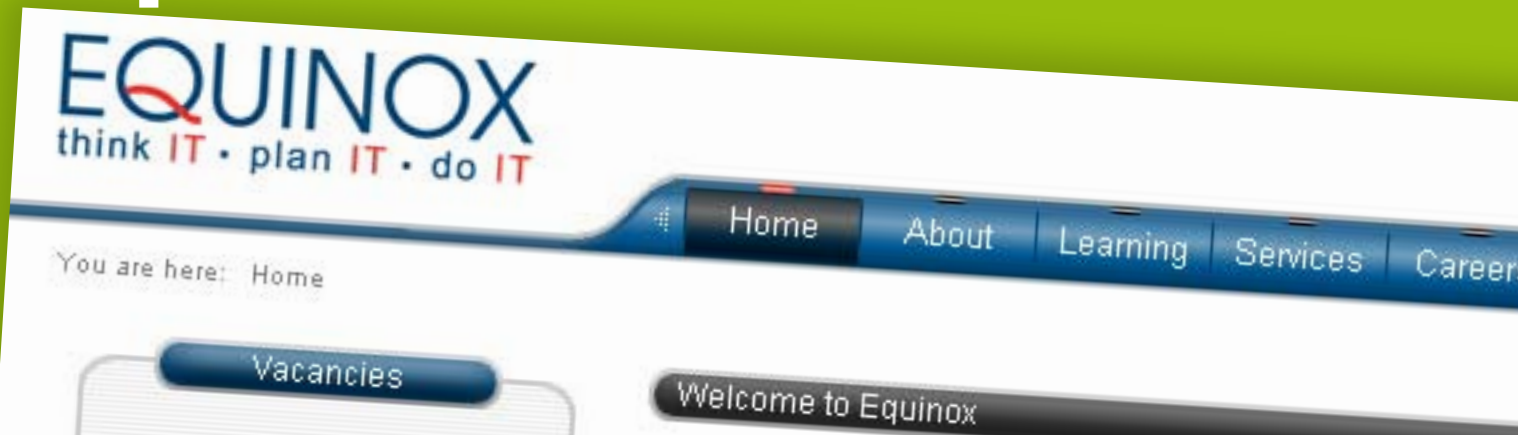 EQUINOX
think IT • plan IT • do IT
Home About Learning Services Career
You are here: Home
Vacancies
Welcome to Equinox